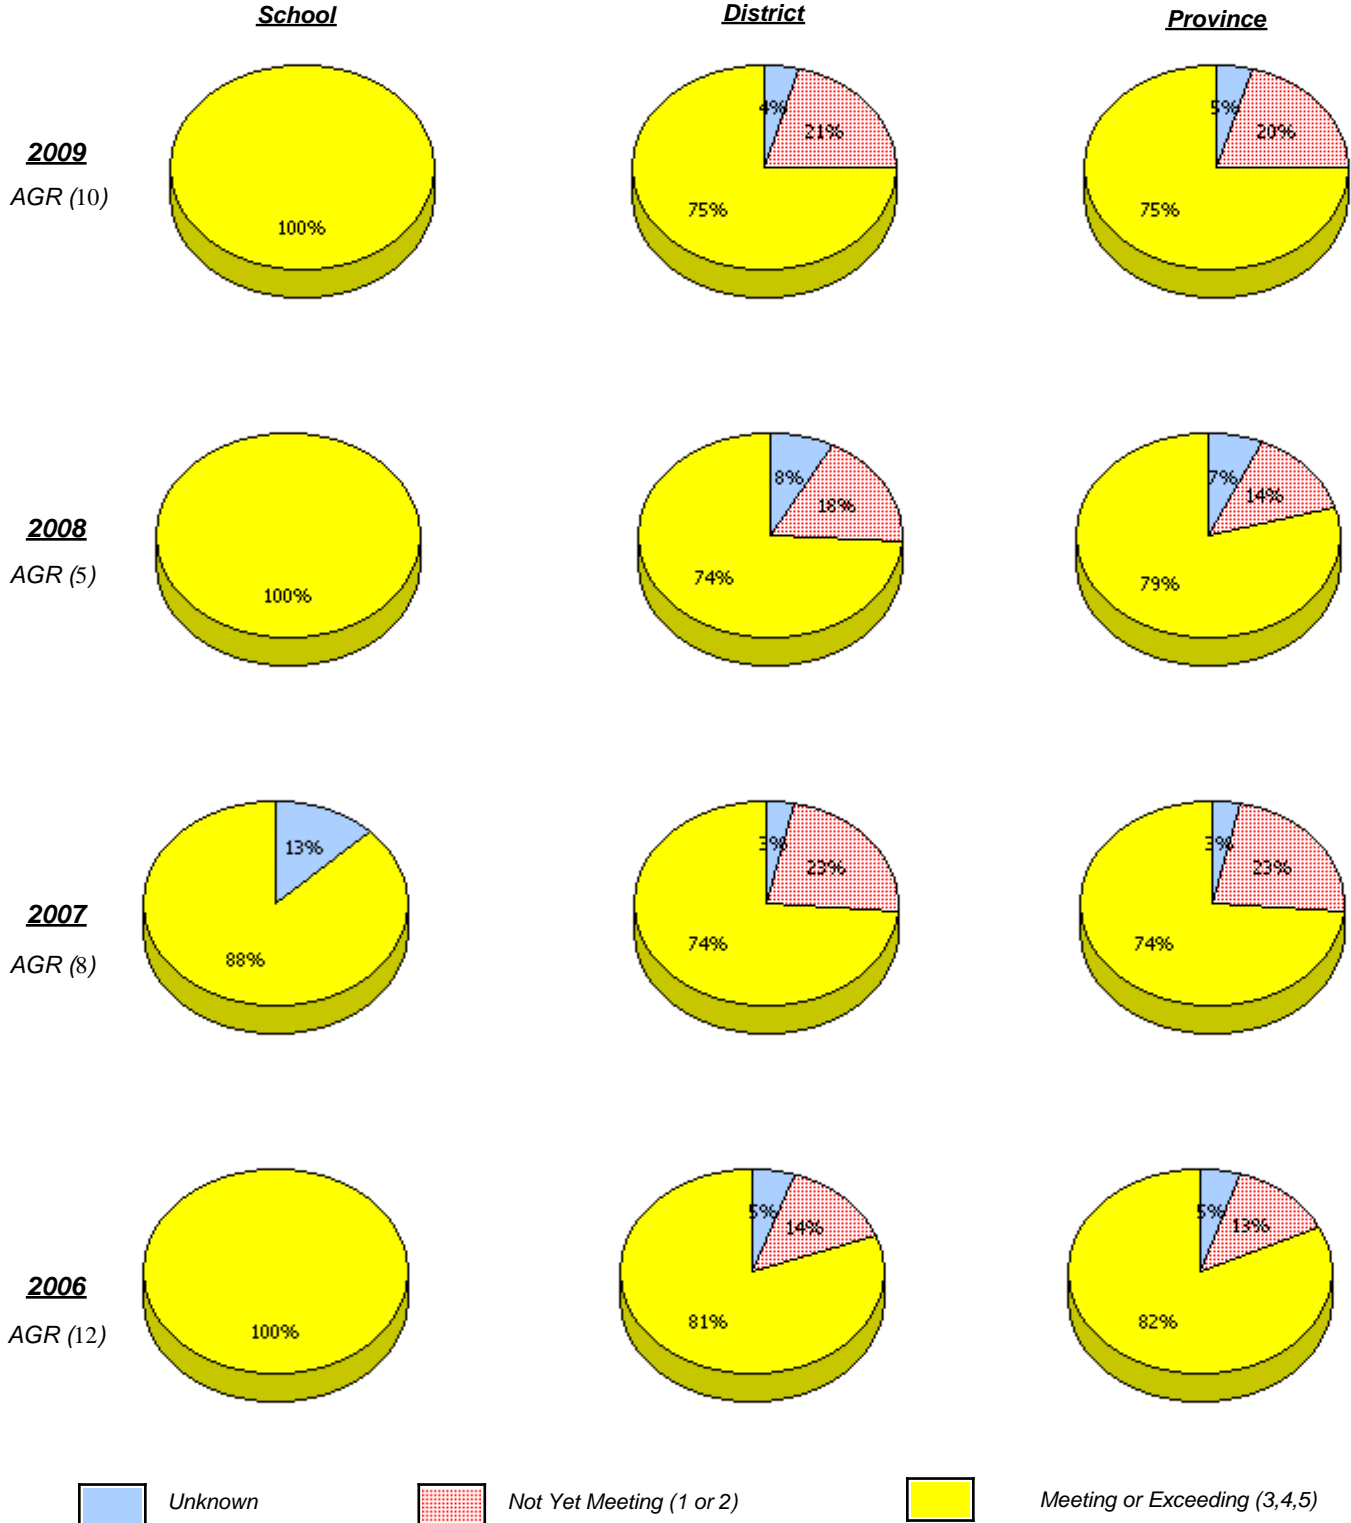 School District Province
4% 21% 5% 20%
2009
AGR (10)
75% 75%
100%
8% 18% 7% 14%
2008
AGR (5)
74% 79%
100%
13% 3% 23% 3% 23%
2007
AGR (8)
88% 74% 74%
5% 14% 5% 13%
2006
AGR (12)
100% 81% 82%
Unknown Not Yet Meeting (1 or 2) Meeting or Exceeding (3,4,5)